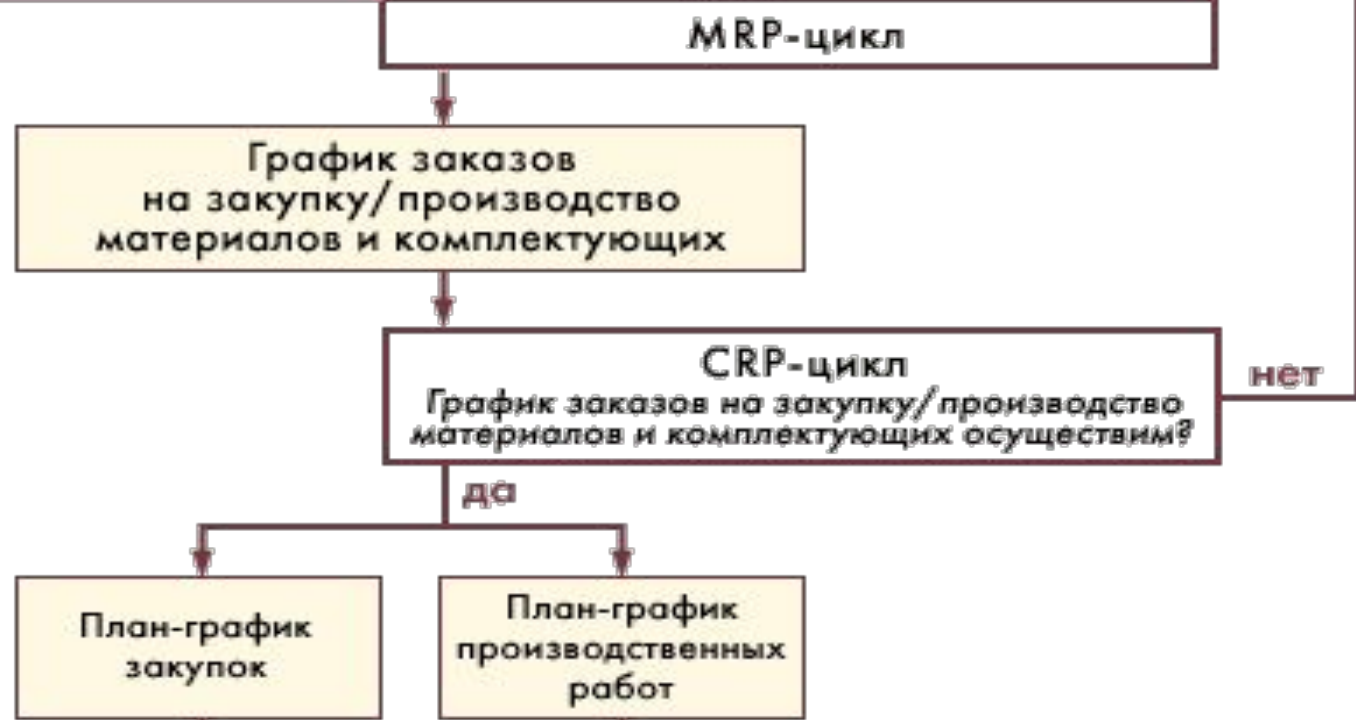 MRP-цикл
График заказов
на закупку/производство
материалов и комплектующих
CRP-цикл
График заказов на закупку/производство
материалов и комплектующих осуществим?
нет
да
План-график
закупок
План-график
производственных
работ